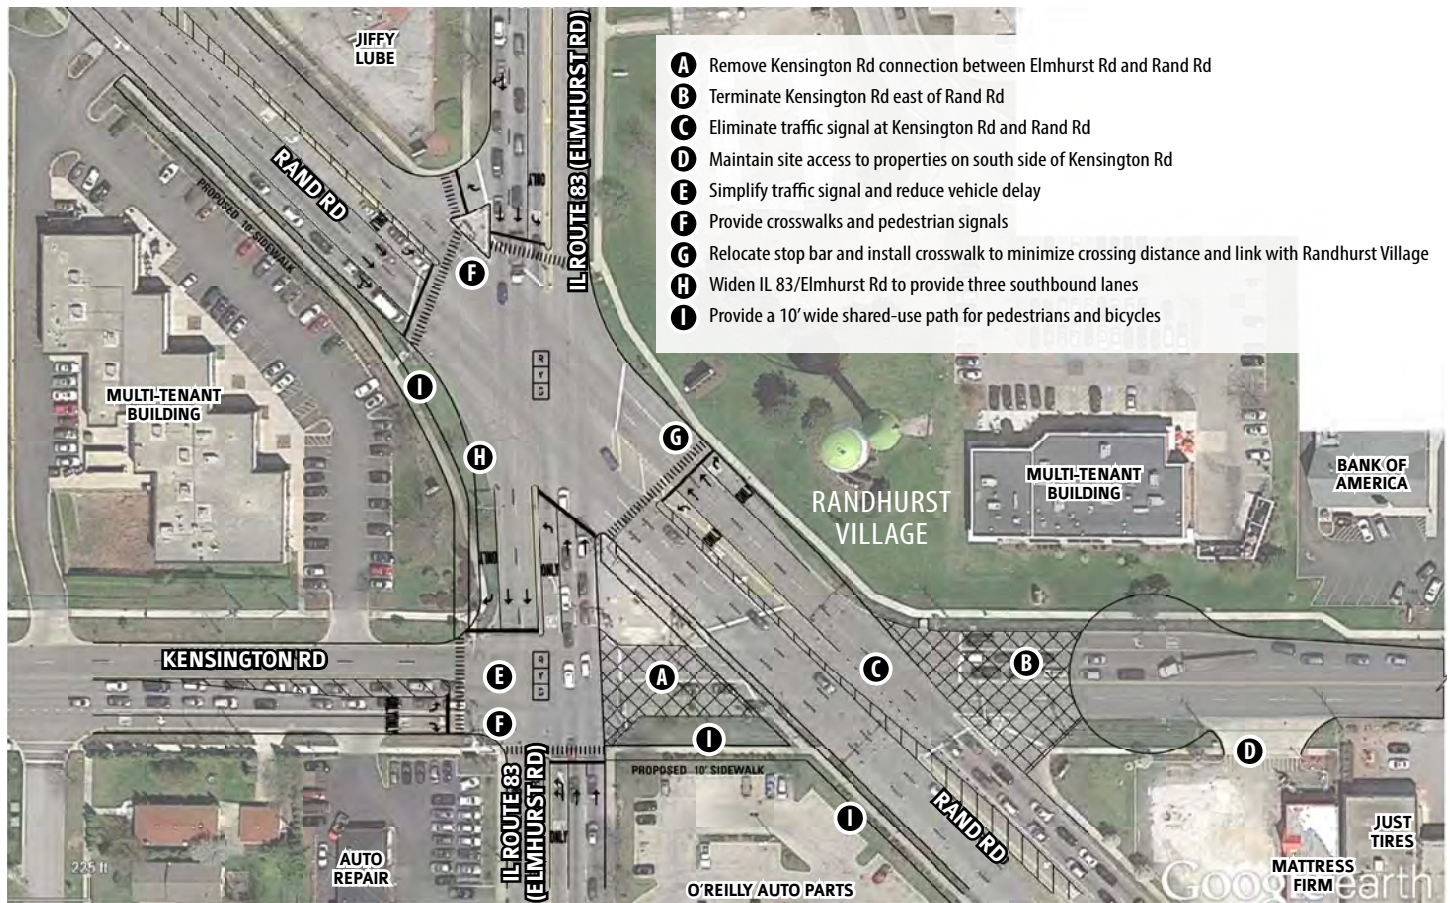 JIFFY
LUBE
IL ROUTE 83 (ELMHURST RD)
A Remove Kensington Rd connection between Elmhurst Rd and Rand Rd
B Terminate Kensington Rd east of Rand Rd
C Eliminate traffic signal at Kensington Rd and Rand Rd
D Maintain site access to properties on south side of Kensington Rd
E Simplify traffic signal and reduce vehicle delay
F Provide crosswalks and pedestrian signals
G Relocate stop bar and install crosswalk to minimize crossing distance and link with Randhurst Village
H Widen IL 83/Elmhurst Rd to provide three southbound lanes
I Provide a 10' wide shared-use path for pedestrians and bicycles
RAND RD
PROPOSED 10' SIDEWALK
ONLY
F
I
MULTI-TENANT
BUILDING
G
H
RANDHURST
VILLAGE
MULTI-TENANT
BUILDING
BANK OF
AMERICA
ONLY
ONLY
KENSINGTON RD
E
A
C
B
F
I
D
PROPOSED 10' SIDEWALK
IL ROUTE 83
(ELMHURST RD)
ONLY
I
RAND RD
225 ft
AUTO
REPAIR
O'REILLY AUTO PARTS
MATTRESS
FIRM
JUST
TIRES
Google earth